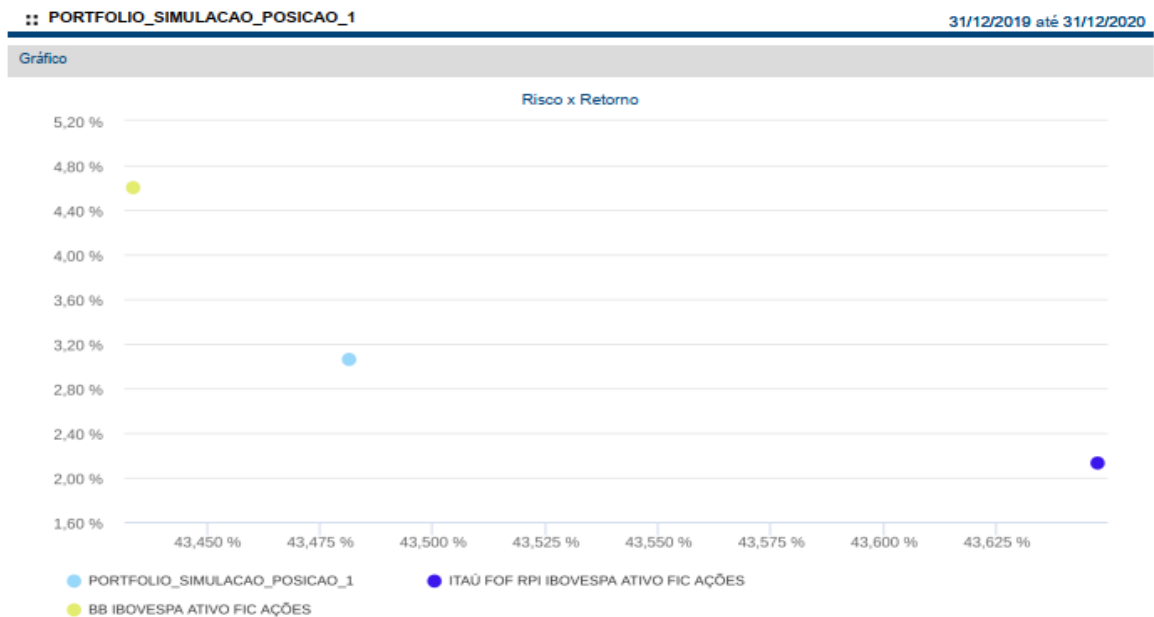 :: PORTFOLIO_SIMULACAO_POSICAO_1
31/12/2019 até 31/12/2020
Gráfico
Risco x Retorno
5,20 %
4,80 %
4,40 %
4,00 %
3,60 %
3,20 %
2,80 %
2,40 %
2,00 %
1,60 %
43,450 % 43,475 % 43,500 % 43,525 % 43,550 % 43,575 % 43,600 % 43,625 %
PORTFOLIO_SIMULACAO_POSICAO_1 ITAÚ FOF RPI IBOVESPA ATIVO FIC AÇÕES
BB IBOVESPA ATIVO FIC AÇÕES